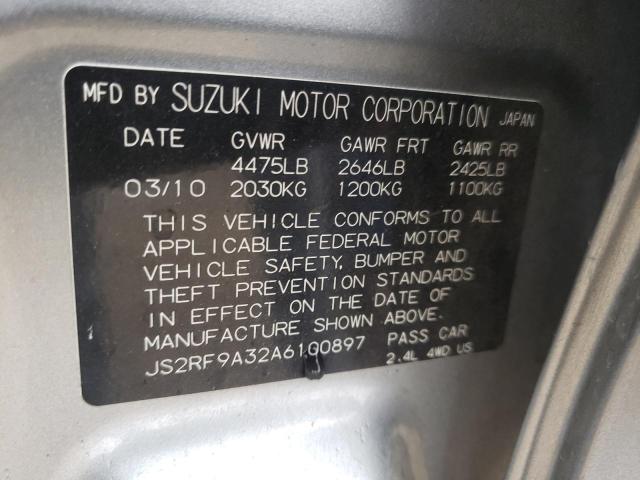 MFD BY SUZUKI MOTOR CORPORATION JAPAN
DATE GVWR GAWR FRT GAWR RR
4475LB 2646LB 2425LB
03/10 2030KG 1200KG 1100KG
THIS VEHICLE CONFORMS TO ALL
APPLICABLE FEDERAL MOTOR
VEHICLE SAFETY, BUMPER AND
THEFT PREVENTION STANDARDS
IN EFFECT ON THE DATE OF
MANUFACTURE SHOWN ABOVE.
JS2RF9A32A6100897 PASS CAR
2.4L 4WD US